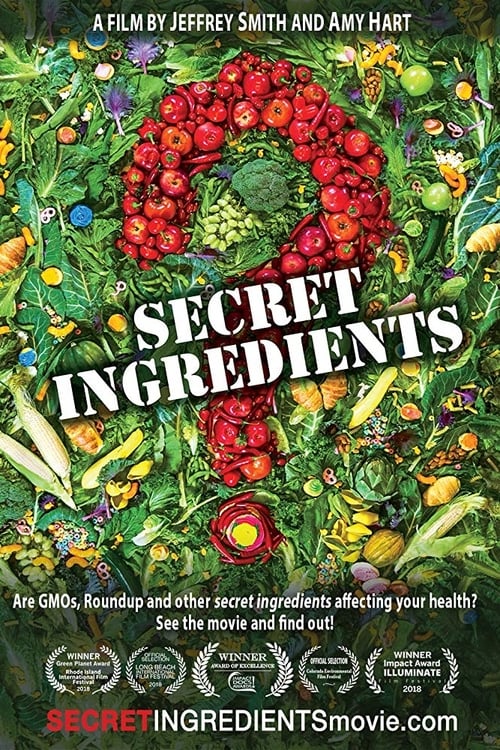 A FILM BY JEFFREY SMITH AND AMY HART
SECRET
INGREDIENTS
Are GMOs, Roundup and other secret ingredients affecting your health?
See the movie and find out!
WINNER
Green Planet Award
Rhode Island
International Film
Festival
2018
OFFICIAL
SELECTION
LONG BEACH
INTERNATIONAL
FILM FESTIVAL
2018
WINNER
AWARD OF EXCELLENCE
IMPACT
DOCS
AWARDS
OFFICIAL SELECTION
Colorado Environmental
Film Festival
WINNER
Impact Award
ILLUMINATE
Film Festival
2018
SECRETINGREDIENTSmovie.com